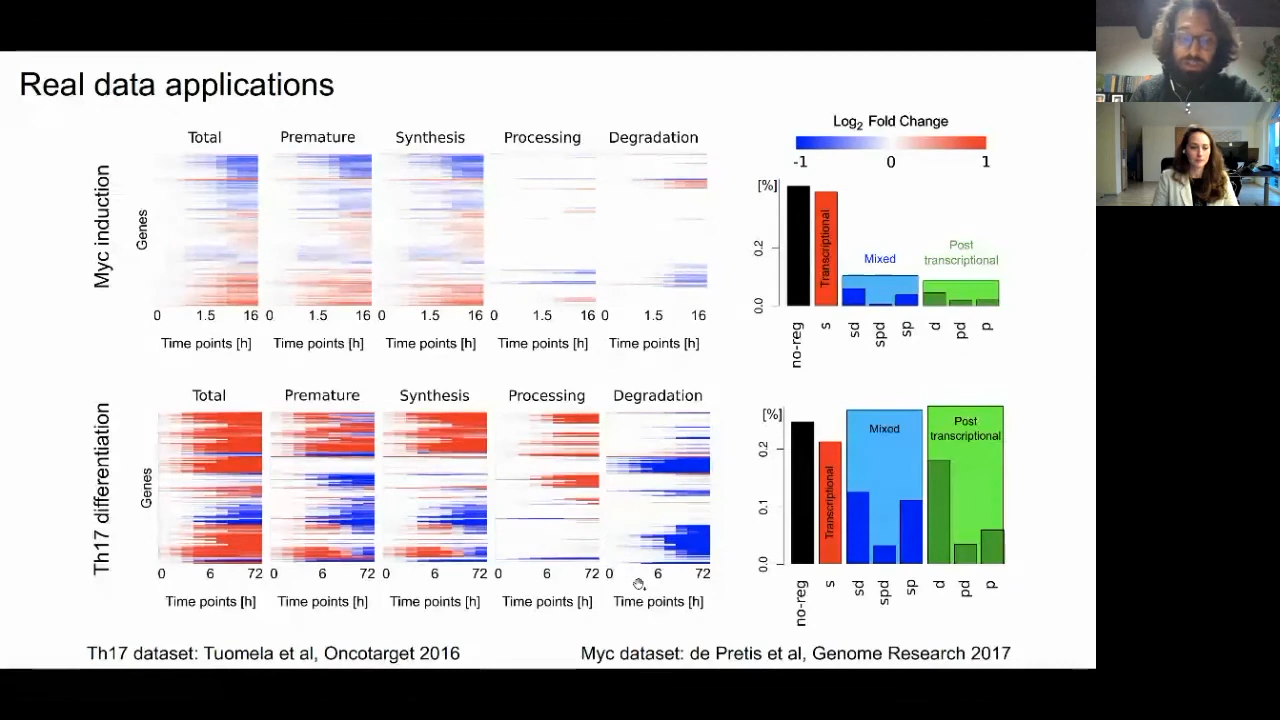 Real data applications
Myc induction
Total Premature Synthesis Processing Degradation
Genes
0 1.5 16 0 1.5 16 0 1.5 16 0 1.5 16 0 1.5 16
Time points [h] Time points [h] Time points [h] Time points [h] Time points [h]
Log2 Fold Change
-1 0 1
[%]
0.2
0.0
Transcriptional
Mixed
Post
transcriptional
no-reg s sd spd sp d pd p
Th17 differentiation
Total Premature Synthesis Processing Degradation
Genes
0 6 72 0 6 72 0 6 72 0 6 72 0 6 72
Time points [h] Time points [h] Time points [h] Time points [h] Time points [h]
[%]
0.2
0.1
0.0
Transcriptional
Mixed
Post
transcriptional
no-reg s sd spd sp d pd p
Th17 dataset: Tuomela et al, Oncotarget 2016
Myc dataset: de Pretis et al, Genome Research 2017